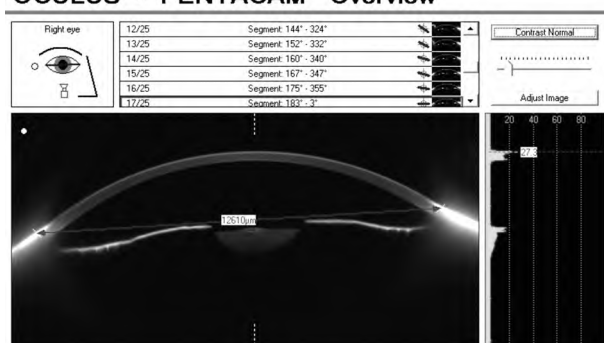 OCULUS - PENTACAM Overview
Right eye
12/25 Segment: 144° - 324°
13/25 Segment: 152° - 332°
14/25 Segment: 160° - 340°
15/25 Segment: 167° - 347°
16/25 Segment: 175° - 355°
17/25 Segment: 183° - 3°
Contrast Normal
Adjust Image
20 40 60 80
27.3
12610µm